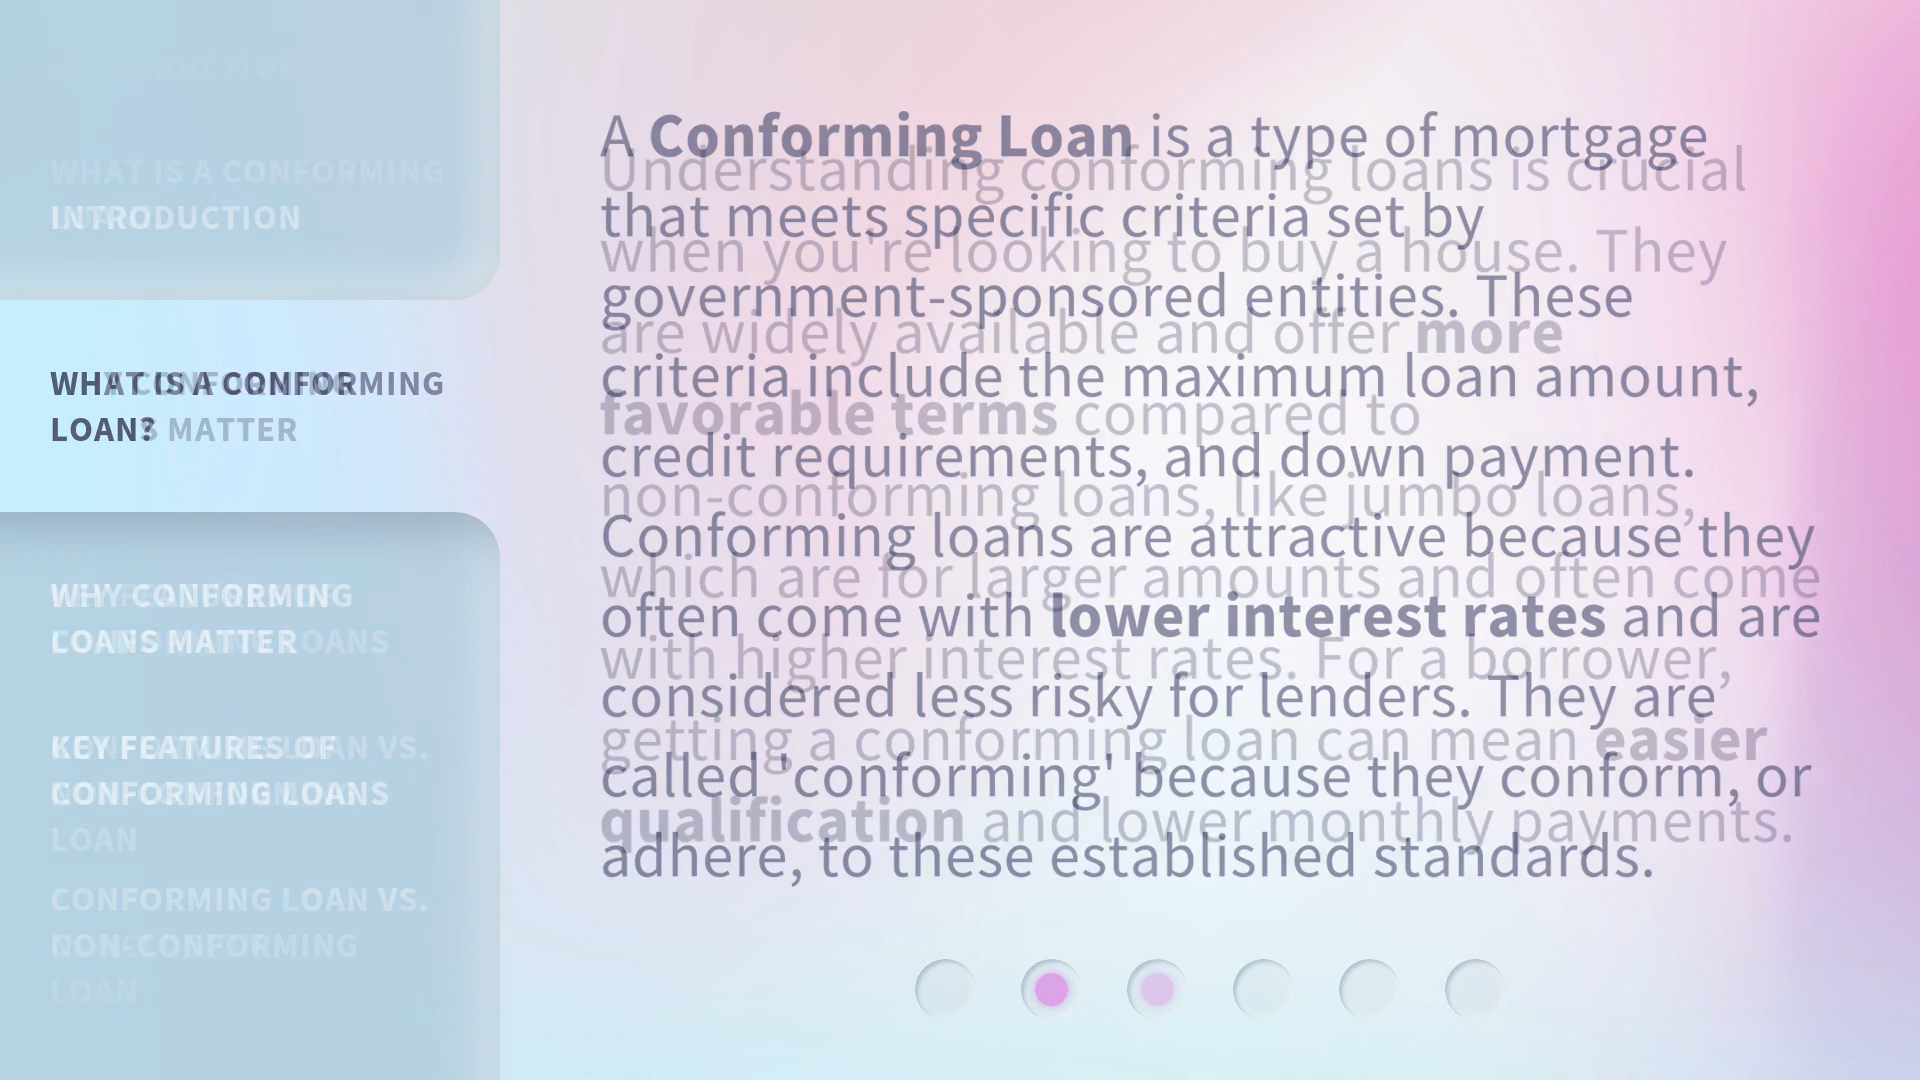 WHAT IS A CONFORMING
INTRODUCTION
WHAT IS A CONFORMING
LOAN?
MATTER
WHY CONFORMING
LOANS MATTER
KEY FEATURES OF
CONFORMING LOANS
LOAN
CONFORMING LOAN VS.
NON-CONFORMING
LOAN
A Conforming Loan is a type of mortgage
that meets specific criteria set by
government-sponsored entities. These
criteria include the maximum loan amount,
credit requirements, and down payment.
Conforming loans are attractive because they
often come with lower interest rates and are
considered less risky for lenders. They are
called 'conforming' because they conform, or
adhere, to these established standards.
Understanding conforming loans is crucial
when you're looking to buy a house. They
are widely available and offer more
favorable terms compared to
non-conforming loans, like jumbo loans,
which are for larger amounts and often come
with higher interest rates. For a borrower,
getting a conforming loan can mean easier
qualification and lower monthly payments.